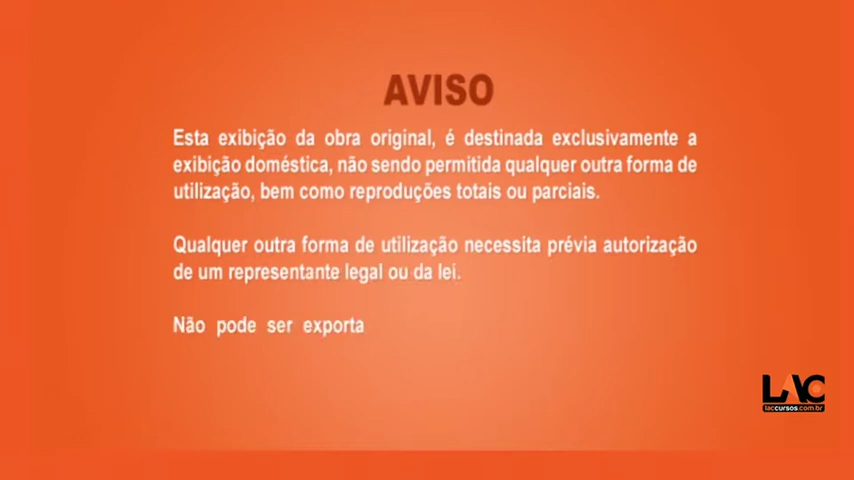 AVISO
Esta exibição da obra original, é destinada exclusivamente a
exibição doméstica, não sendo permitida qualquer outra forma de
utilização, bem como reproduções totais ou parciais.
Qualquer outra forma de utilização necessita prévia autorização
de um representante legal ou da lei.
Não pode ser exporta
LAC
laccursos.com.br